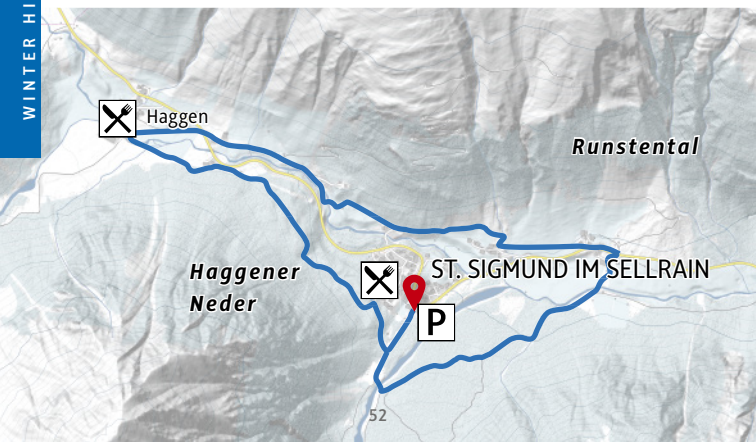 WINTER HI
Haggen
Runstental
Haggener
Neder
ST. SIGMUND IM SELLRAIN
P
52